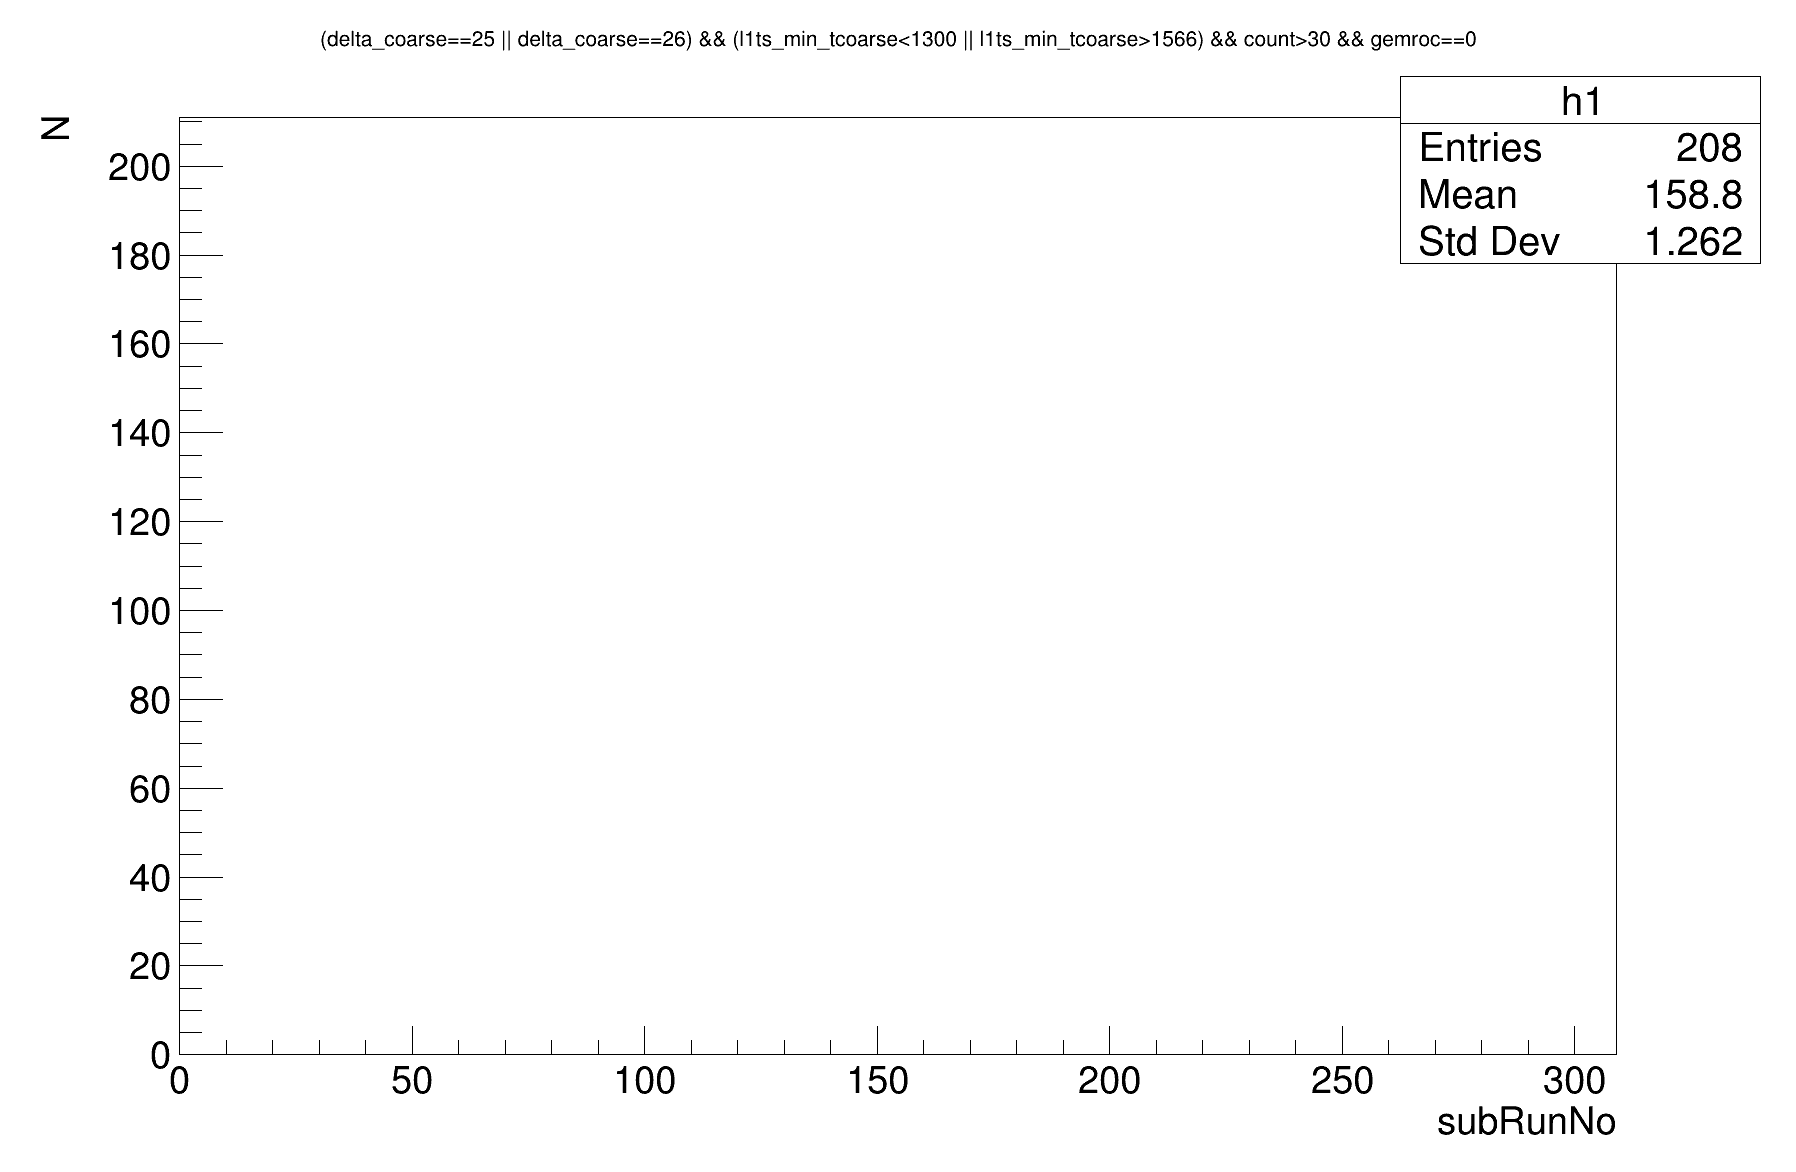 (delta_coarse==25 || delta_coarse==26) && (l1ts_min_tcoarse<1300 || l1ts_min_tcoarse>1566) && count>30 && gemroc==0
h1
Entries 208
Mean 158.8
Std Dev 1.262
N
200
180
160
140
120
100
80
60
40
20
0
0 50 100 150 200 250 300
subRunNo